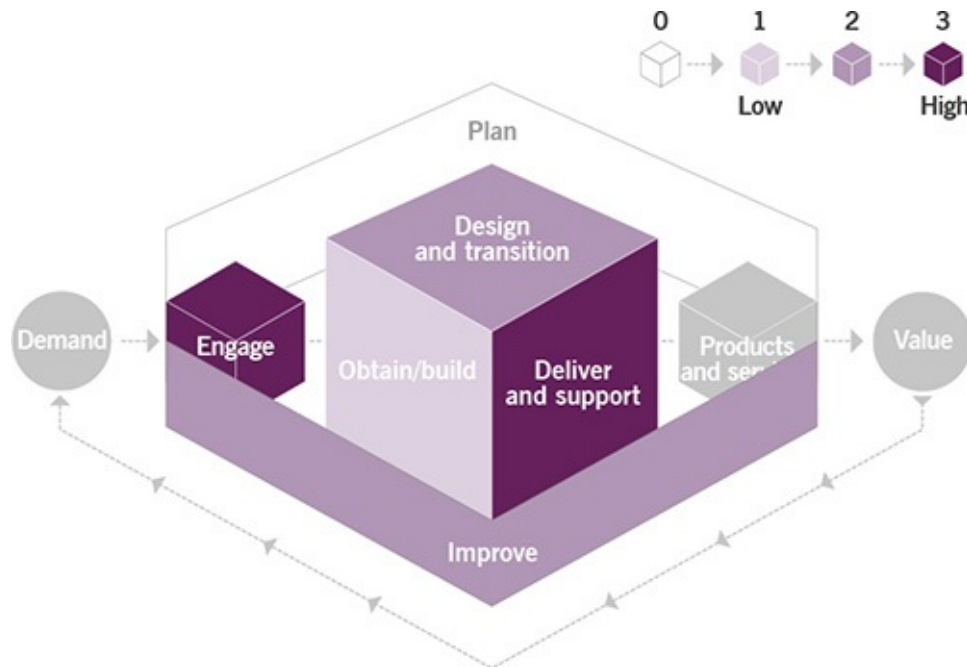 0 1 2 3
Low High
Plan
Design
and transition
Demand
Engage
Obtain/build
Deliver
and support
Products
and
Value
Improve